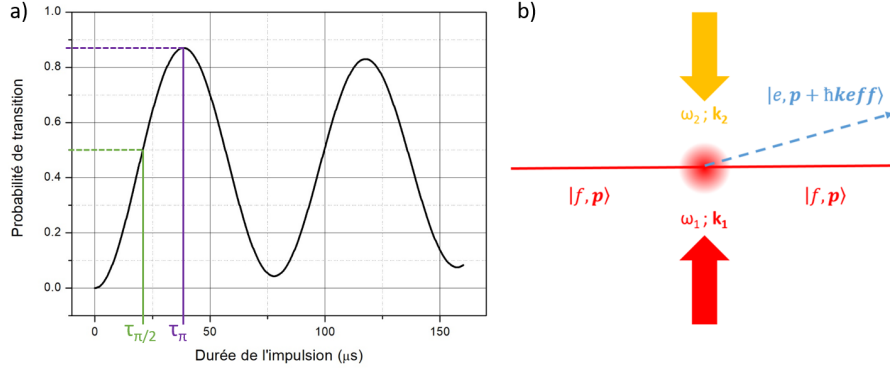 a)
Probabilité de transition
1.0
0.8
0.6
0.4
0.2
0.0
0
50
100
150
τπ/2
τπ
Durée de l'impulsion (μs)
b)
ω2 ; k2
|e, p + ħkeff⟩
|f, p⟩
|f, p⟩
ω1 ; k1